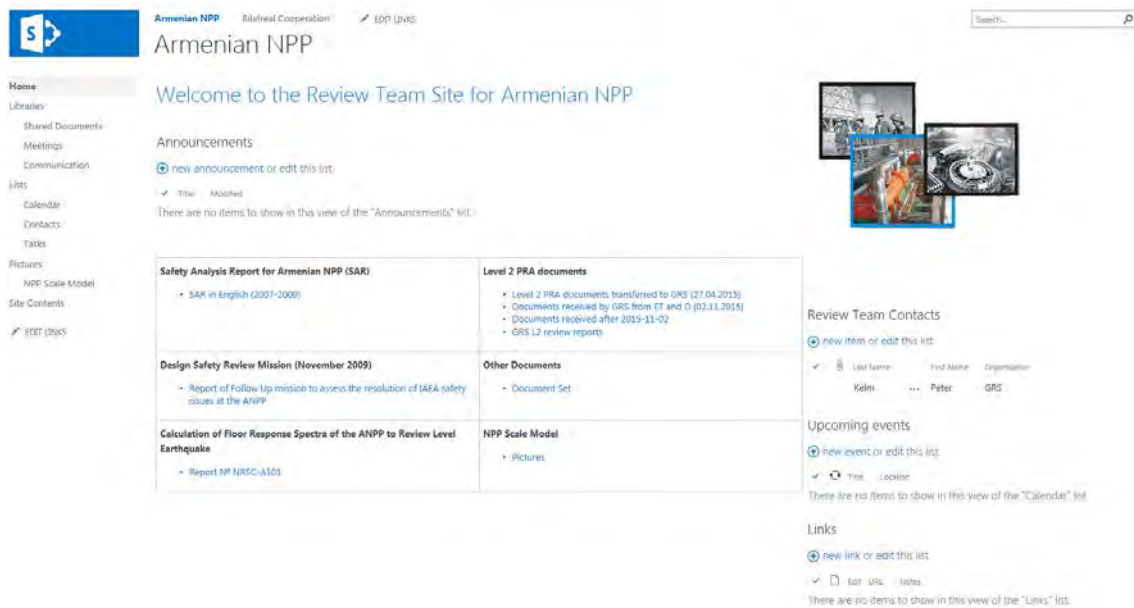 Armenian NPP Bilatreal Cooperation EDIT LINKS
Search...
Armenian NPP
Home
Libraries
Shared Documents
Meetings
Communication
Lists
Calendar
Contacts
Tasks
Pictures
NPP Scale Model
Site Contents
EDIT LINKS
Welcome to the Review Team Site for Armenian NPP
Announcements
new announcement or edit this list
Title Modified
There are no items to show in this view of the "Announcements" list.
Safety Analysis Report for Armenian NPP (SAR)
• SAR in English (2007-2009)
Level 2 PRA documents
• Level 2 PRA documents transferred to GRS (27.04.2015)
• Documents received by GRS from ET and O (02.11.2015)
• Documents received after 2015-11-02
• GRS L2 review reports
Design Safety Review Mission (November 2009)
• Report of Follow Up mission to assess the resolution of IAEA safety
issues at the ANPP
Other Documents
• Document Set
Calculation of Floor Response Spectra of the ANPP to Review Level
Earthquake
• Report № NRSC-A101
NPP Scale Model
• Pictures
Review Team Contacts
new item or edit this list
Last Name First Name Organisation
Kelm ... Peter GRS
Upcoming events
new event or edit this list
Title Location
There are no items to show in this view of the "Calendar" list.
Links
new link or edit this list
Edit URL Notes
There are no items to show in this view of the "Links" list.